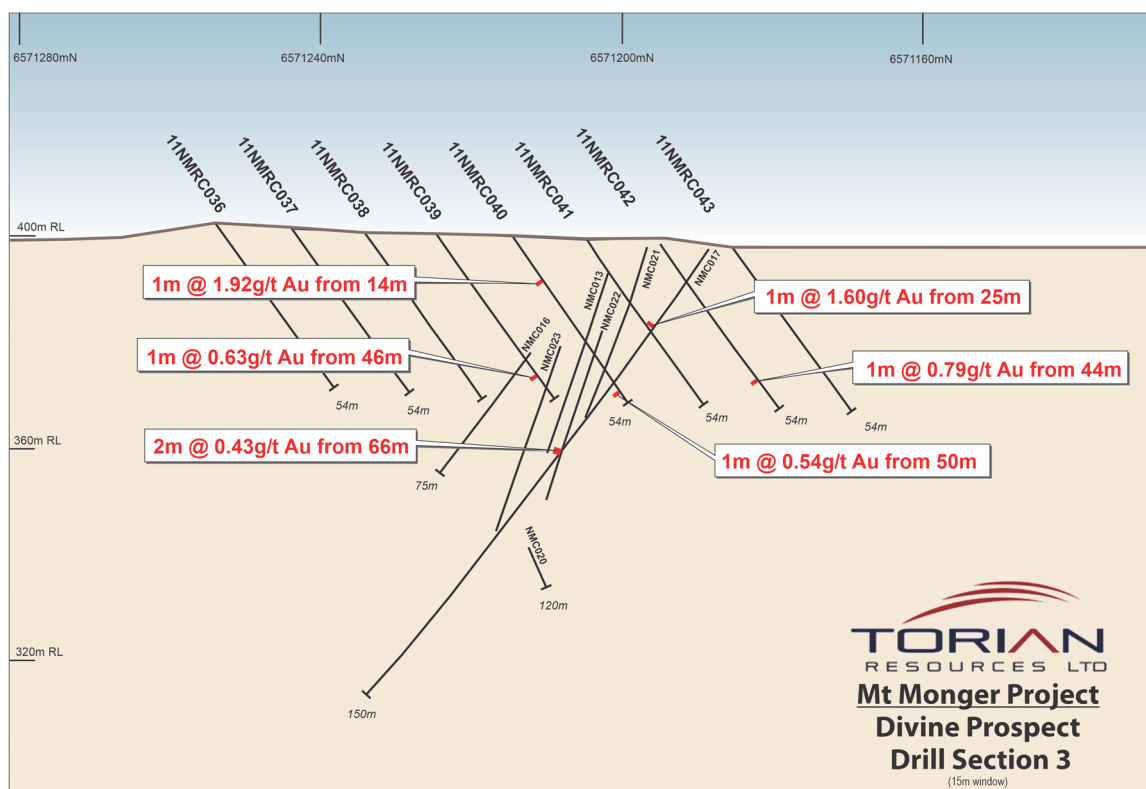 6571280mN
6571240mN
6571200mN
6571160mN
11NMRC036
11NMRC037
11NMRC038
11NMRC039
11NMRC040
11NMRC041
11NMRC042
11NMRC043
400m RL
360m RL
320m RL
1m @ 1.92g/t Au from 14m
1m @ 0.63g/t Au from 46m
2m @ 0.43g/t Au from 66m
1m @ 1.60g/t Au from 25m
1m @ 0.79g/t Au from 44m
1m @ 0.54g/t Au from 50m
NMC016
NMC023
NMC013
NMC022
NMC021
NMC017
NMC020
54m
54m
54m
54m
54m
54m
75m
120m
150m
TORIAN
RESOURCES LTD
Mt Monger Project
Divine Prospect
Drill Section 3
(15m window)